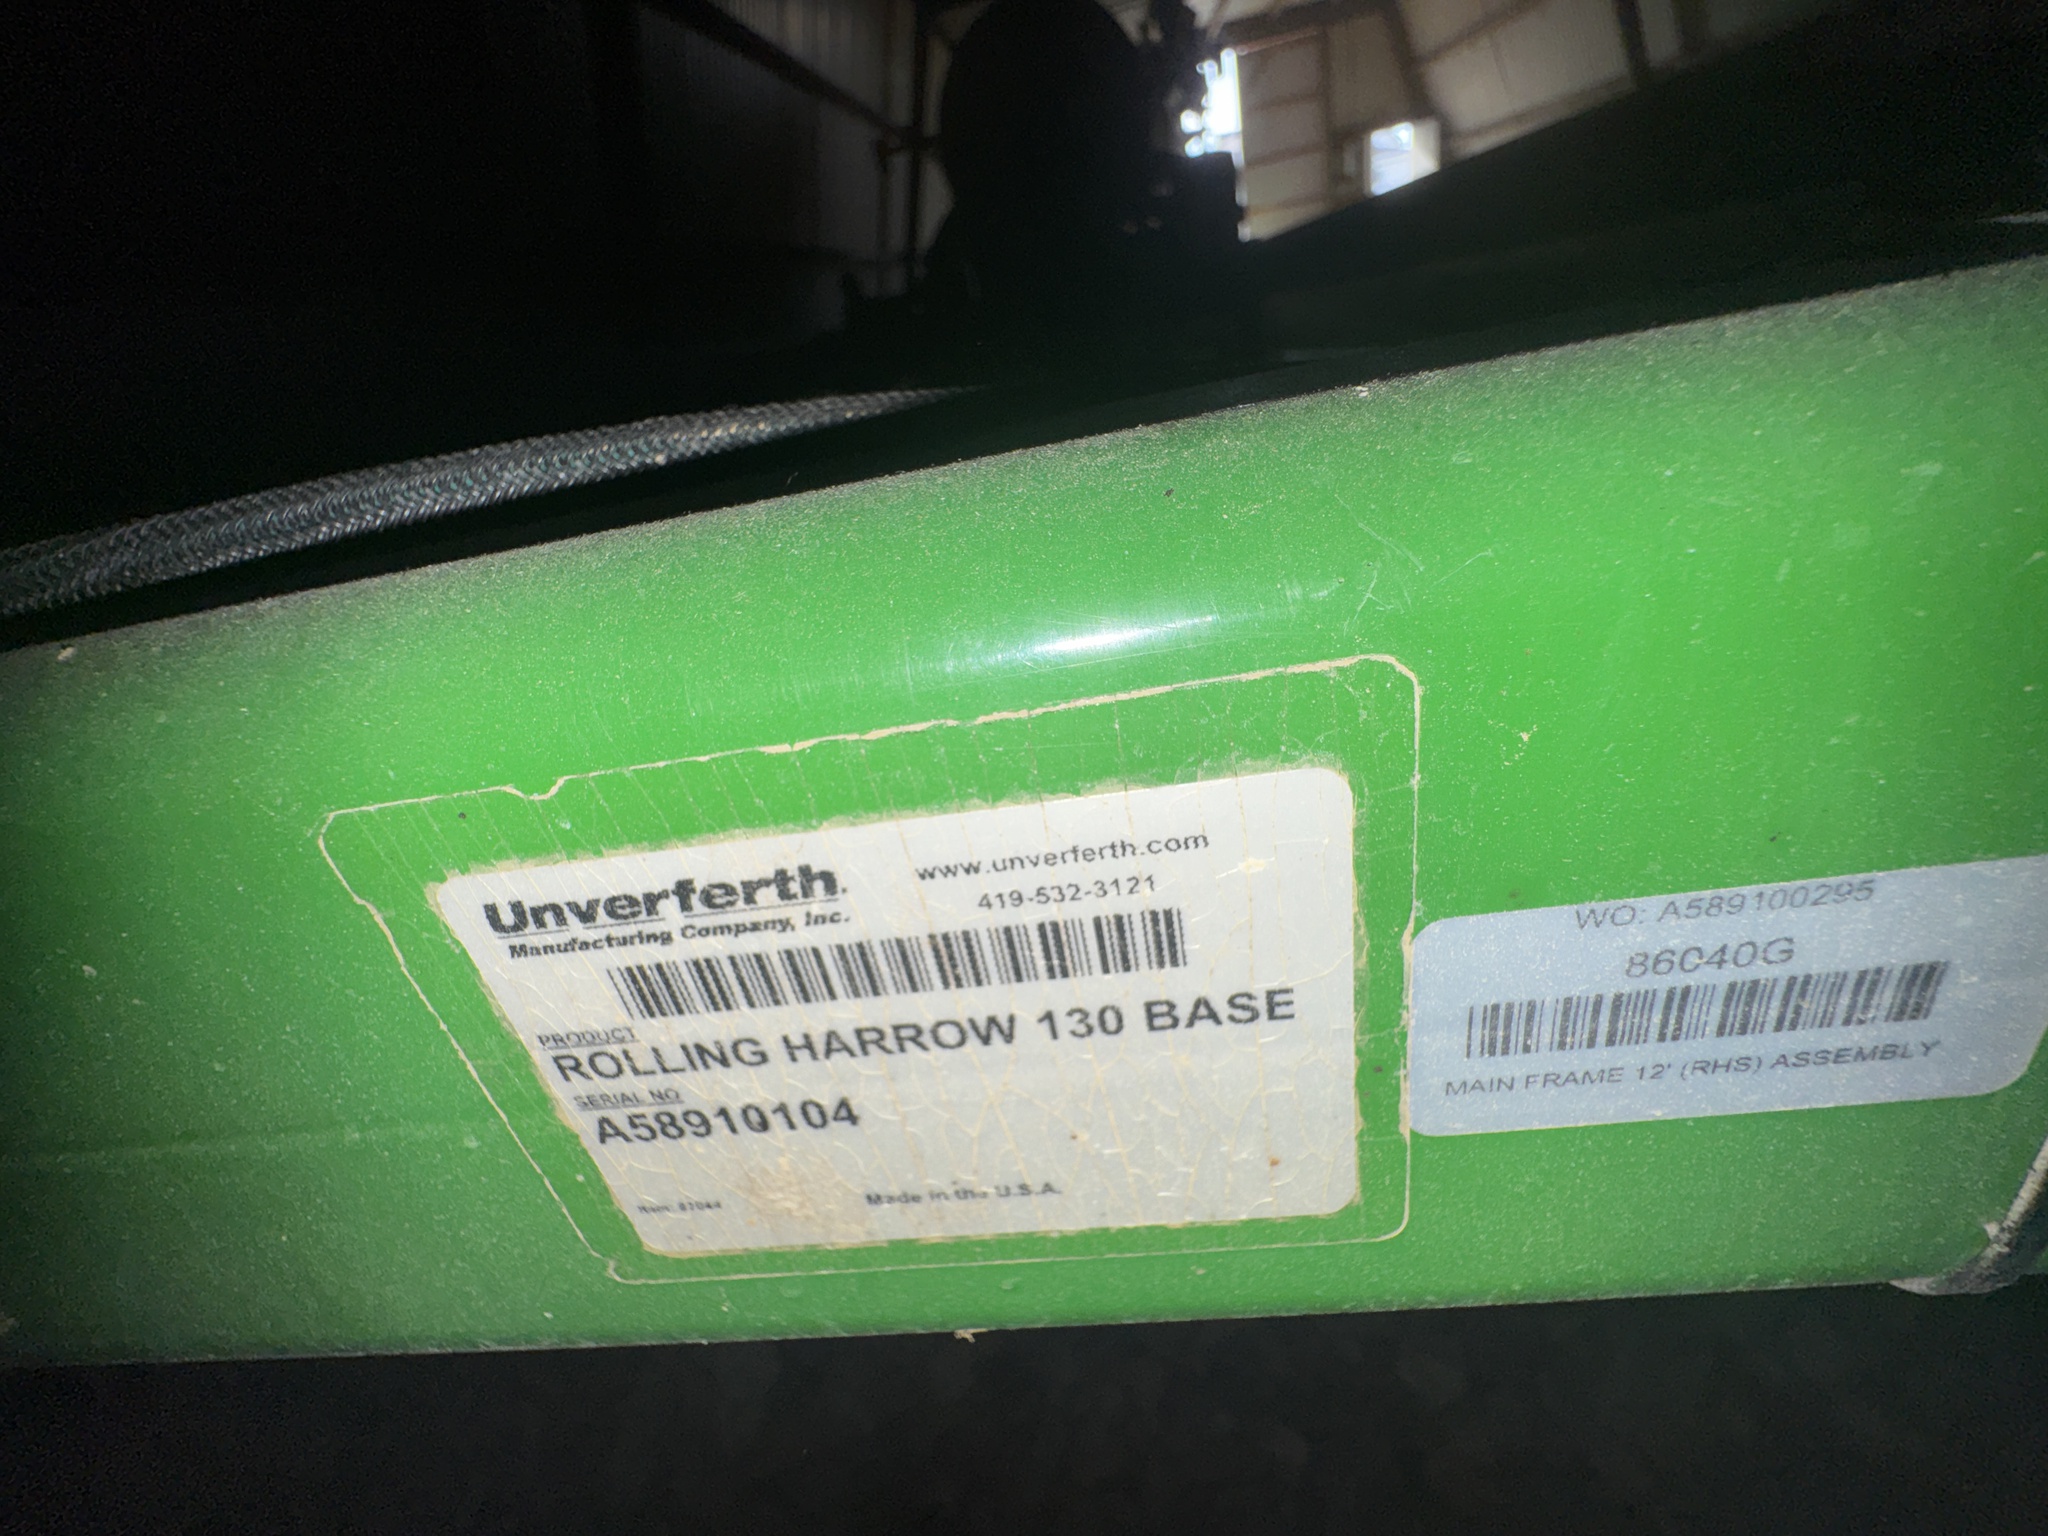 Unverferth.
Manufacturing Company, Inc.
www.unverferth.com
419-532-3121
PRODUCT
ROLLING HARROW 130 BASE
SERIAL NO
A58910104
Made in the U.S.A.
WO: A589100295
86040G
MAIN FRAME 12' (RHS) ASSEMBLY